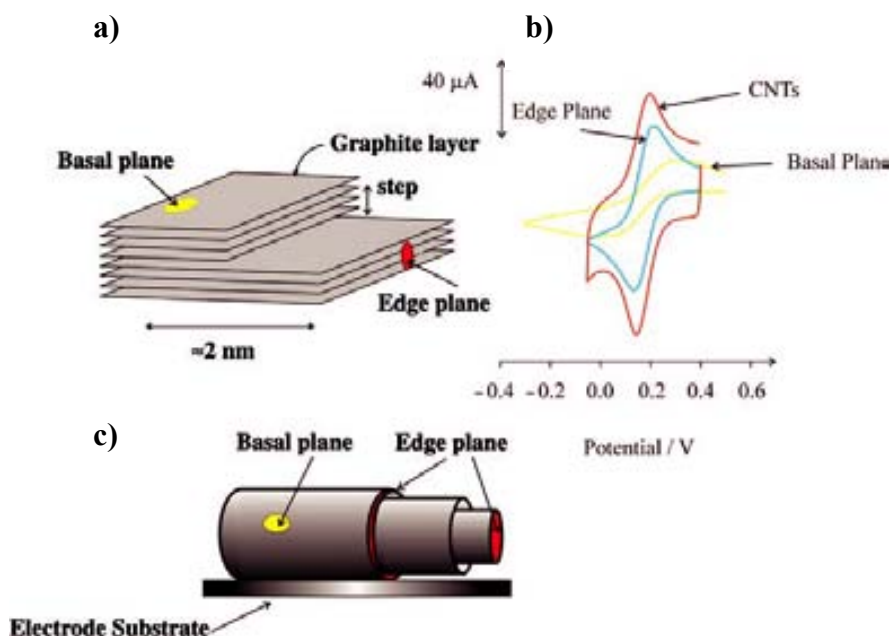 a)
b)
40 μA
CNTs
Edge Plane
Graphite layer
Basal plane
Basal Plane
step
Edge plane
≈2 nm
−0.4 −0.2 0.0 0.2 0.4 0.6
Potential / V
c)
Basal plane
Edge plane
Electrode Substrate